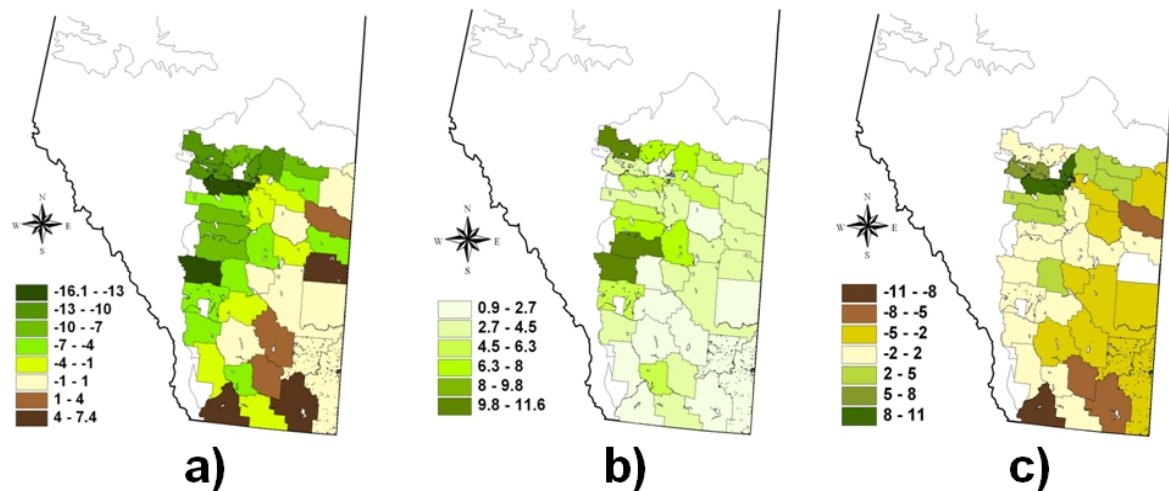 N
W E
S
-16.1 - -13
-13 - -10
-10 - -7
-7 - -4
-4 - -1
-1 - 1
1 - 4
4 - 7.4
a)
N
W E
S
0.9 - 2.7
2.7 - 4.5
4.5 - 6.3
6.3 - 8
8 - 9.8
9.8 - 11.6
b)
N
W E
S
-11 - -8
-8 - -5
-5 - -2
-2 - 2
2 - 5
5 - 8
8 - 11
c)